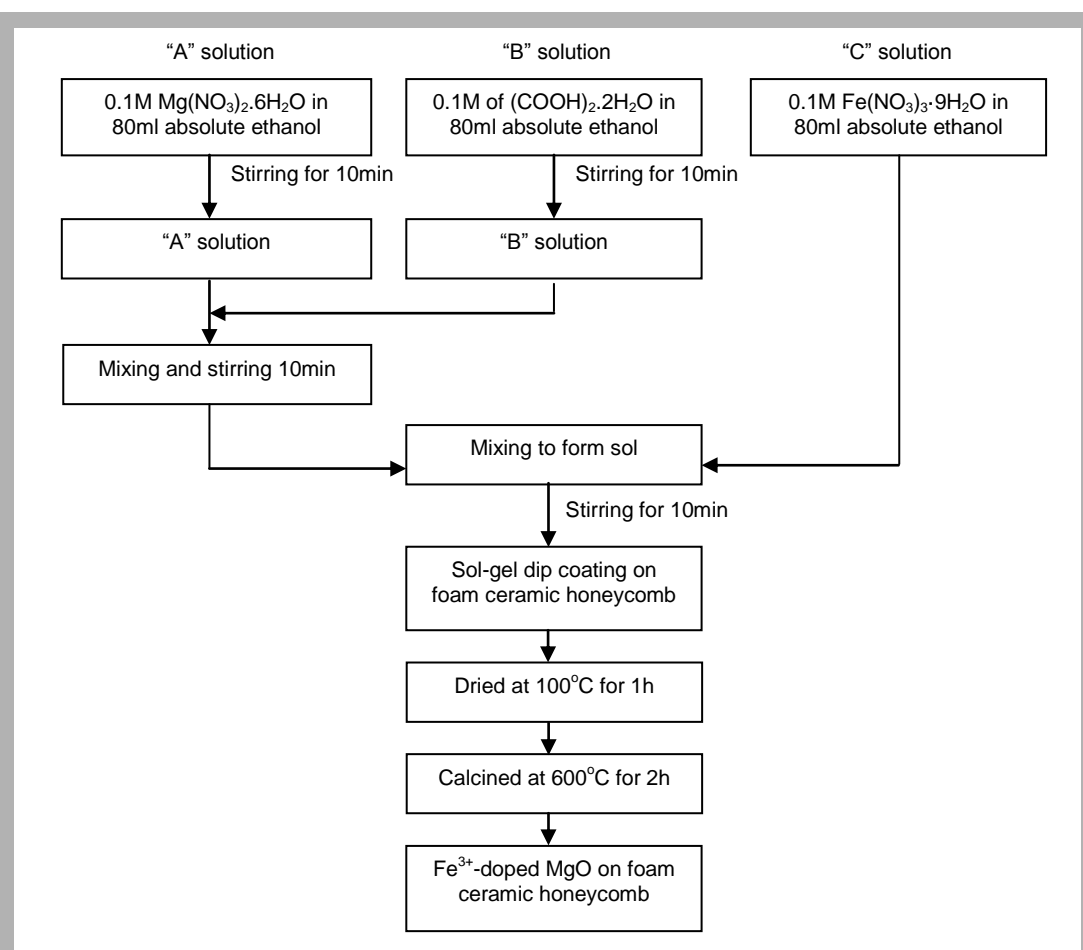 “A” solution
“B” solution
“C” solution
0.1M Mg(NO₃)₂.6H₂O in
80ml absolute ethanol
0.1M of (COOH)₂.2H₂O in
80ml absolute ethanol
0.1M Fe(NO₃)₃·9H₂O in
80ml absolute ethanol
Stirring for 10min
Stirring for 10min
“A” solution
“B” solution
Mixing and stirring 10min
Mixing to form sol
Stirring for 10min
Sol-gel dip coating on
foam ceramic honeycomb
Dried at 100°C for 1h
Calcined at 600°C for 2h
Fe³⁺-doped MgO on foam
ceramic honeycomb